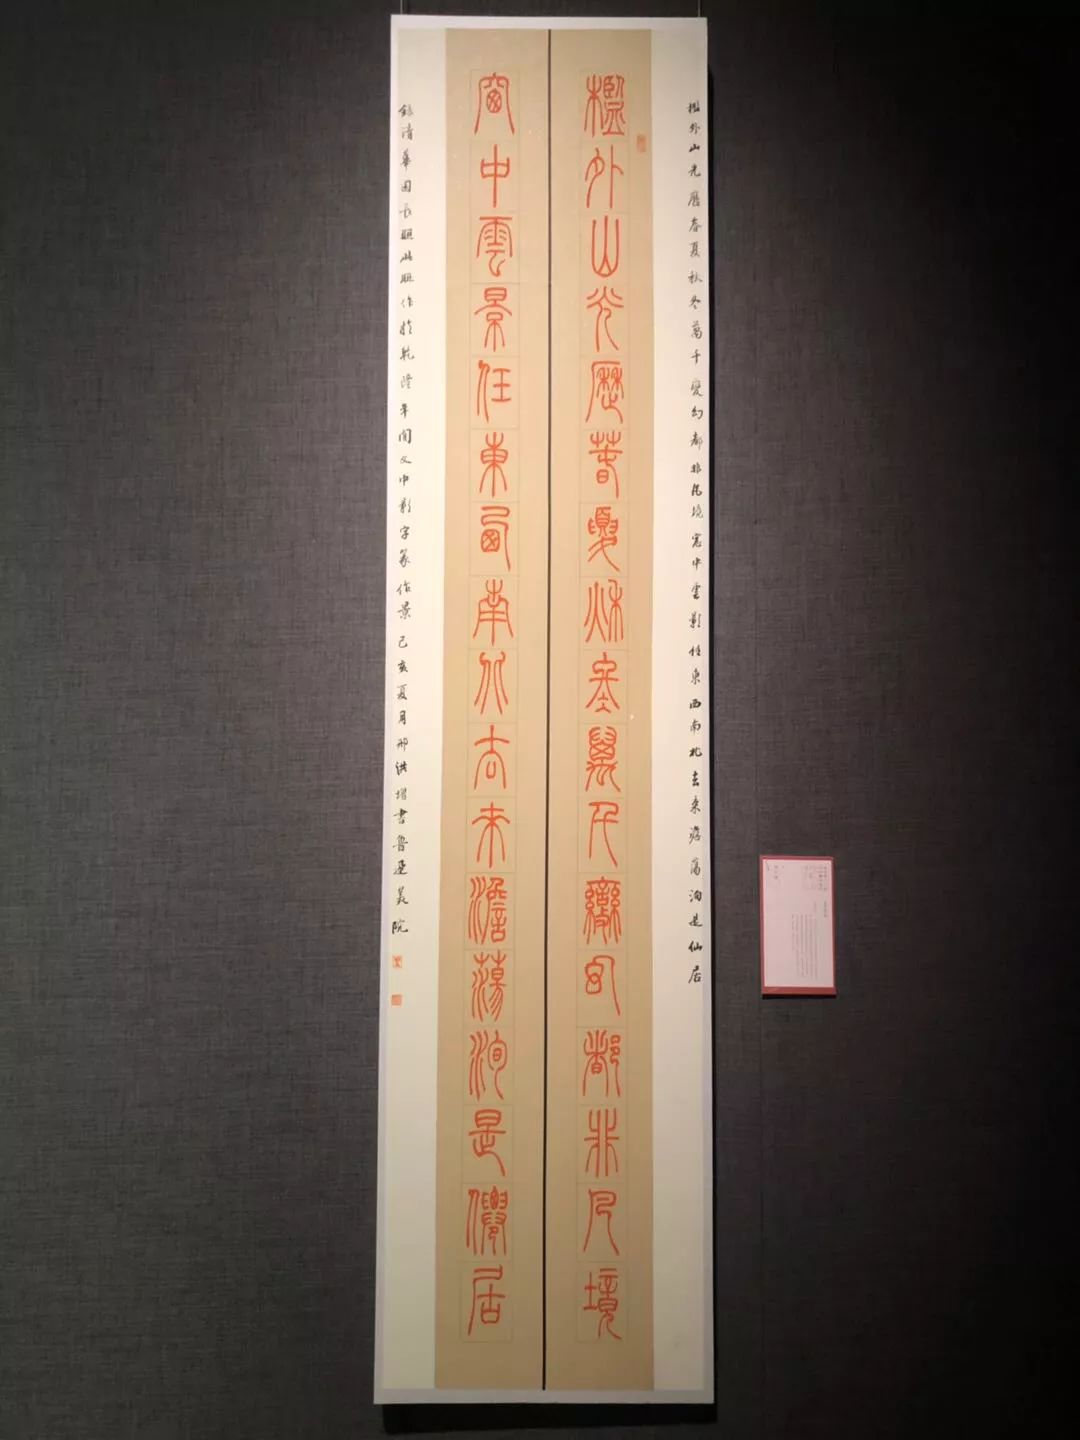 檻外山光歷春夏秋冬萬千變幻都非凡境窓中雲影任東西南北去來澹蕩洵是仙居
檻外山光歷春夏秋冬萬千變幻都非凡境
窗中雲景任東西南北去來澹蕩洵是僊居
錄清華園長聯此聯作於乾隆年間文中影字篆作景己亥夏月邢洪增書魯迅美院